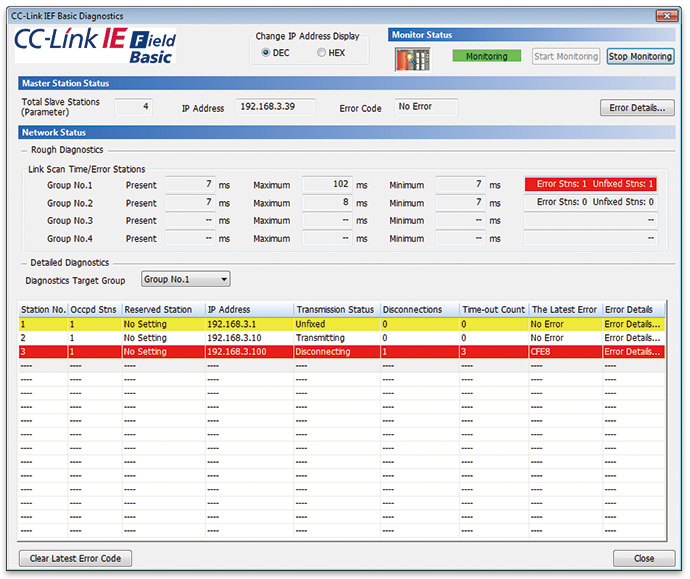 CC-Link IEF Basic Diagnostics
CC-Link IE Field Basic
Change IP Address Display
DEC HEX
Monitor Status
Monitoring Start Monitoring Stop Monitoring
Master Station Status
Total Slave Stations (Parameter) 4 IP Address 192.168.3.39 Error Code No Error Error Details...
Network Status
Rough Diagnostics
Link Scan Time/Error Stations
Group No.1 Present 7 ms Maximum 102 ms Minimum 7 ms Error Stns: 1 Unfixed Stns: 1
Group No.2 Present 7 ms Maximum 8 ms Minimum 7 ms Error Stns: 0 Unfixed Stns: 0
Group No.3 Present -- ms Maximum -- ms Minimum -- ms --
Group No.4 Present -- ms Maximum -- ms Minimum -- ms --
Detailed Diagnostics
Diagnostics Target Group Group No.1
Station No. Occpd Stns Reserved Station IP Address Transmission Status Disconnections Time-out Count The Latest Error Error Details
1 1 No Setting 192.168.3.1 Unfixed 0 0 No Error Error Details...
2 1 No Setting 192.168.3.10 Transmitting 0 0 No Error Error Details...
3 1 No Setting 192.168.3.100 Disconnecting 1 3 CFE8 Error Details...
---- ---- ---- ---- ---- ---- ---- ---- ----
---- ---- ---- ---- ---- ---- ---- ---- ----
---- ---- ---- ---- ---- ---- ---- ---- ----
---- ---- ---- ---- ---- ---- ---- ---- ----
---- ---- ---- ---- ---- ---- ---- ---- ----
---- ---- ---- ---- ---- ---- ---- ---- ----
---- ---- ---- ---- ---- ---- ---- ---- ----
---- ---- ---- ---- ---- ---- ---- ---- ----
---- ---- ---- ---- ---- ---- ---- ---- ----
---- ---- ---- ---- ---- ---- ---- ---- ----
---- ---- ---- ---- ---- ---- ---- ---- ----
---- ---- ---- ---- ---- ---- ---- ---- ----
---- ---- ---- ---- ---- ---- ---- ---- ----
Clear Latest Error Code Close